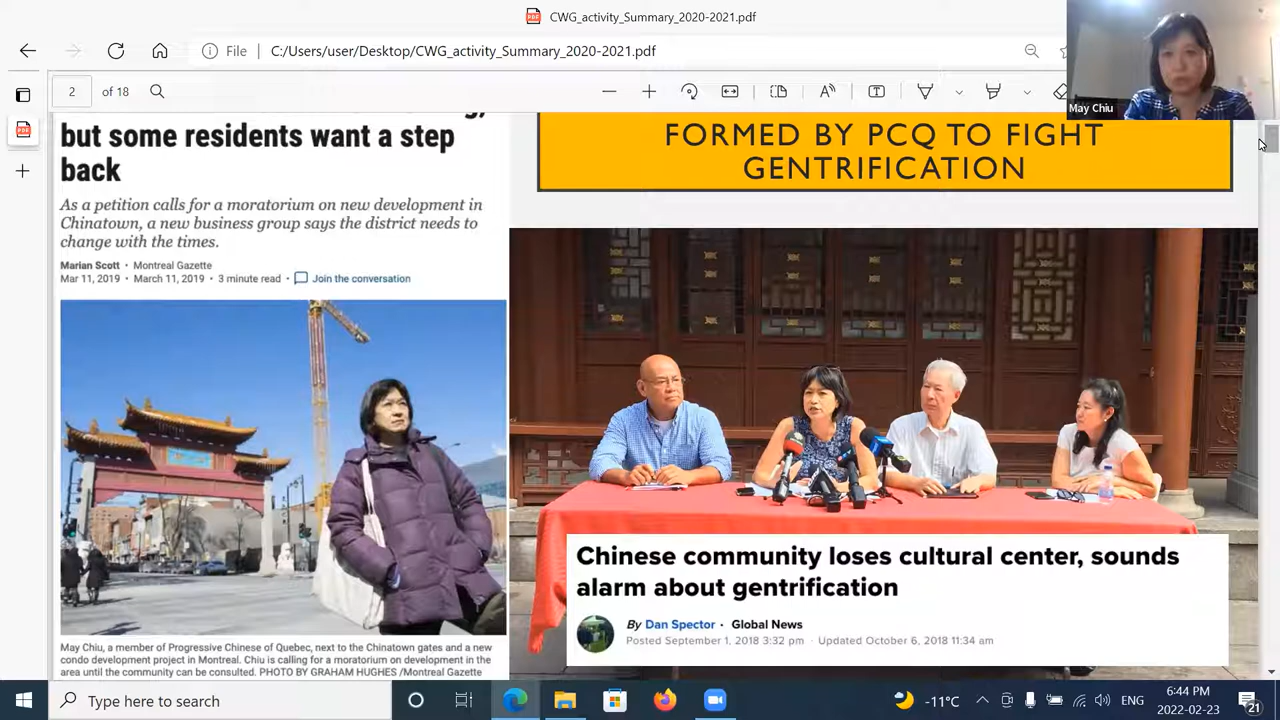 CWG_activity_Summary_2020-2021.pdf
File
C:/Users/user/Desktop/CWG_activity_Summary_2020-2021.pdf
2
of 18
May Chiu
but some residents want a step
back
As a petition calls for a moratorium on new development in
Chinatown, a new business group says the district needs to
change with the times.
Marian Scott • Montreal Gazette
Mar 11, 2019 • March 11, 2019 • 3 minute read •
Join the conversation
May Chiu, a member of Progressive Chinese of Quebec, next to the Chinatown gates and a new
condo development project in Montreal. Chiu is calling for a moratorium on development in the
area until the community can be consulted. PHOTO BY GRAHAM HUGHES /Montreal Gazette
FORMED BY PCQ TO FIGHT
GENTRIFICATION
Chinese community loses cultural center, sounds
alarm about gentrification
By Dan Spector • Global News
Posted September 1, 2018 3:32 pm · Updated October 6, 2018 11:34 am
Type here to search
-11°C
ENG
6:44 PM
2022-02-23
21